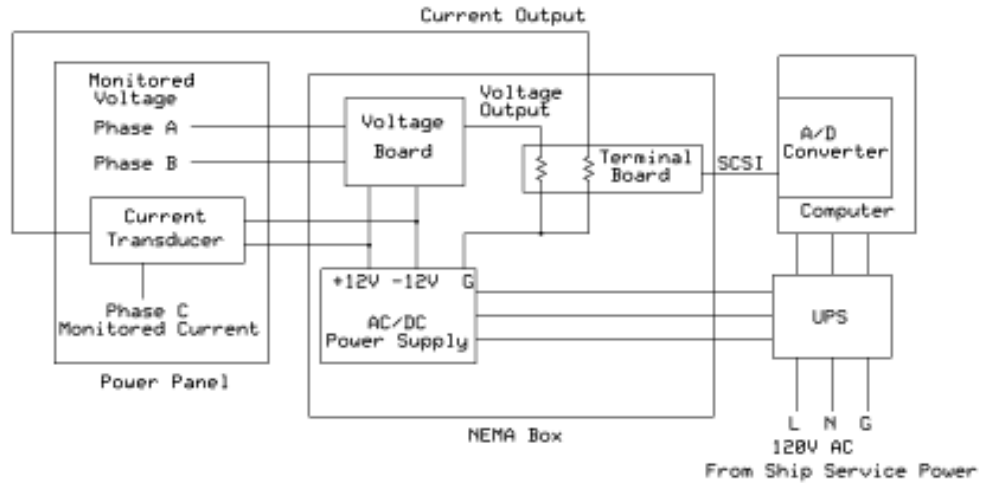 Current Output
Monitored
Voltage
Phase A
Phase B
Current
Transducer
Phase C
Monitored Current
Power Panel
Voltage
Board
Voltage
Output
Terminal
Board
+12V -12V G
AC/DC
Power Supply
NEMA Box
SCSI
A/D
Converter
Computer
UPS
L N G
120V AC
From Ship Service Power